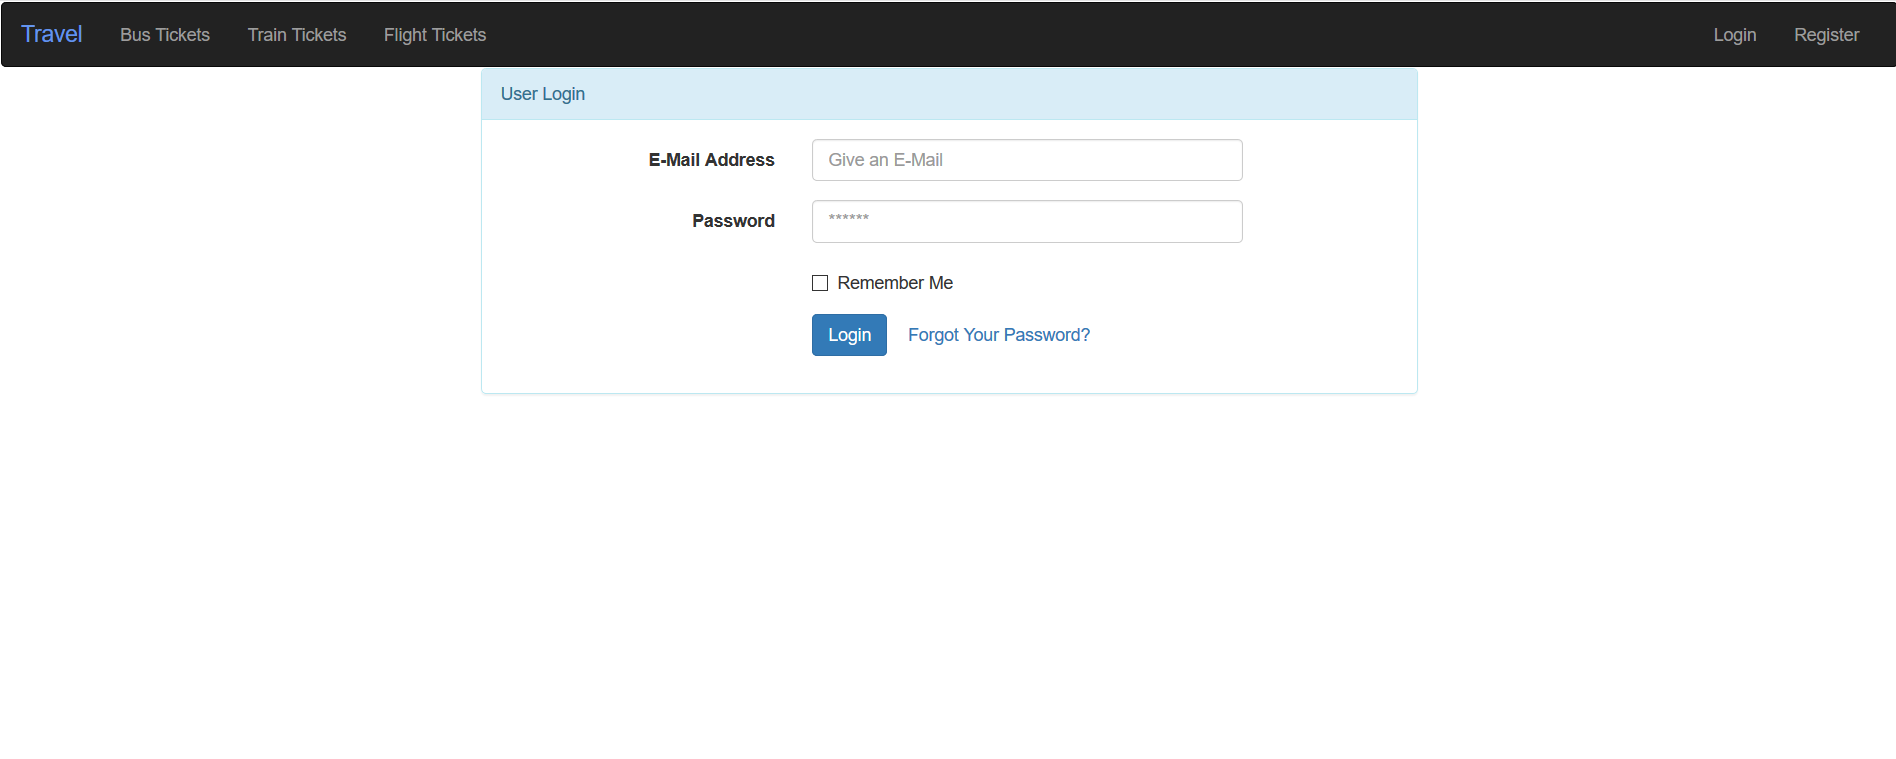 Travel Bus Tickets Train Tickets Flight Tickets Login Register
User Login
E-Mail Address Give an E-Mail
Password ******
Remember Me
Login Forgot Your Password?